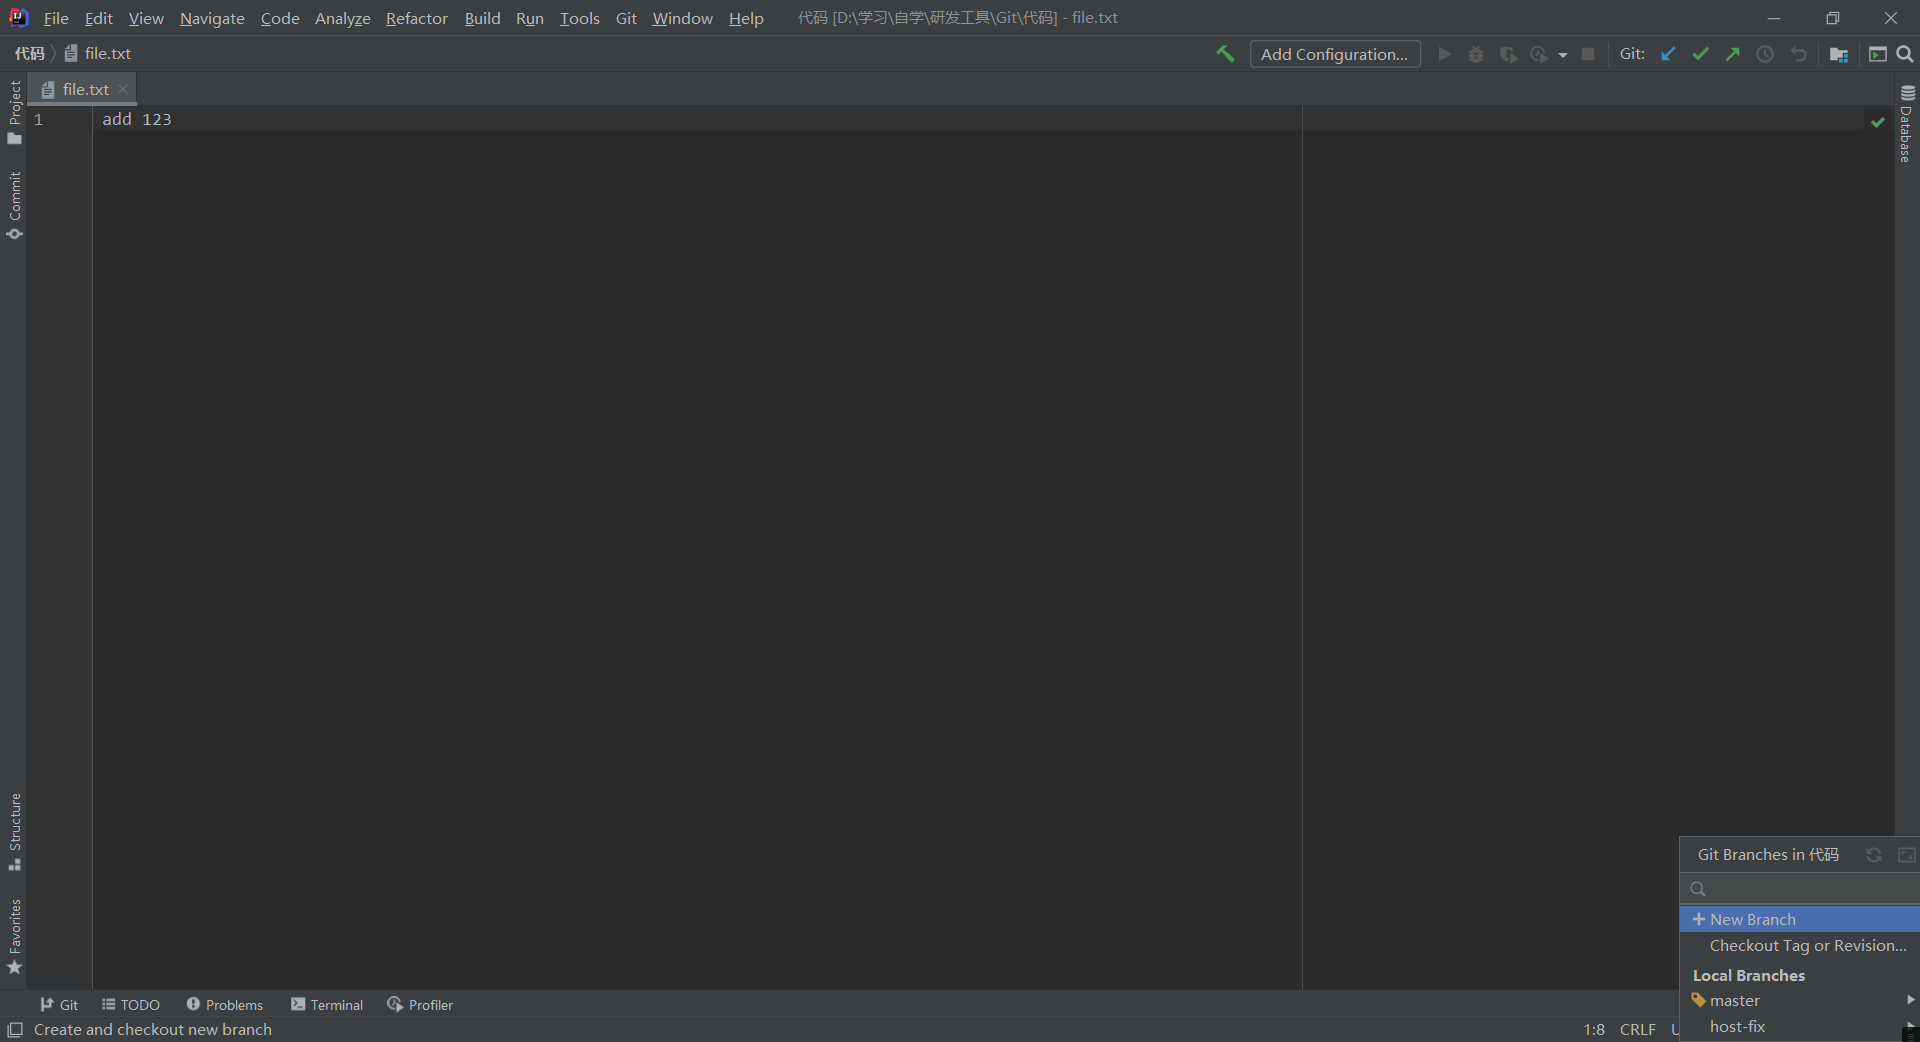 File Edit View Navigate Code Analyze Refactor Build Run Tools Git Window Help 代码 [D:\学习\自学\研发工具\Git\代码] - file.txt
代码 file.txt Add Configuration... Git:
file.txt
1 add 123
Project
Commit
Structure
Favorites
Database
Git Branches in 代码
New Branch
Checkout Tag or Revision...
Local Branches
master
host-fix
Git TODO Problems Terminal Profiler
Create and checkout new branch 1:8 CRLF